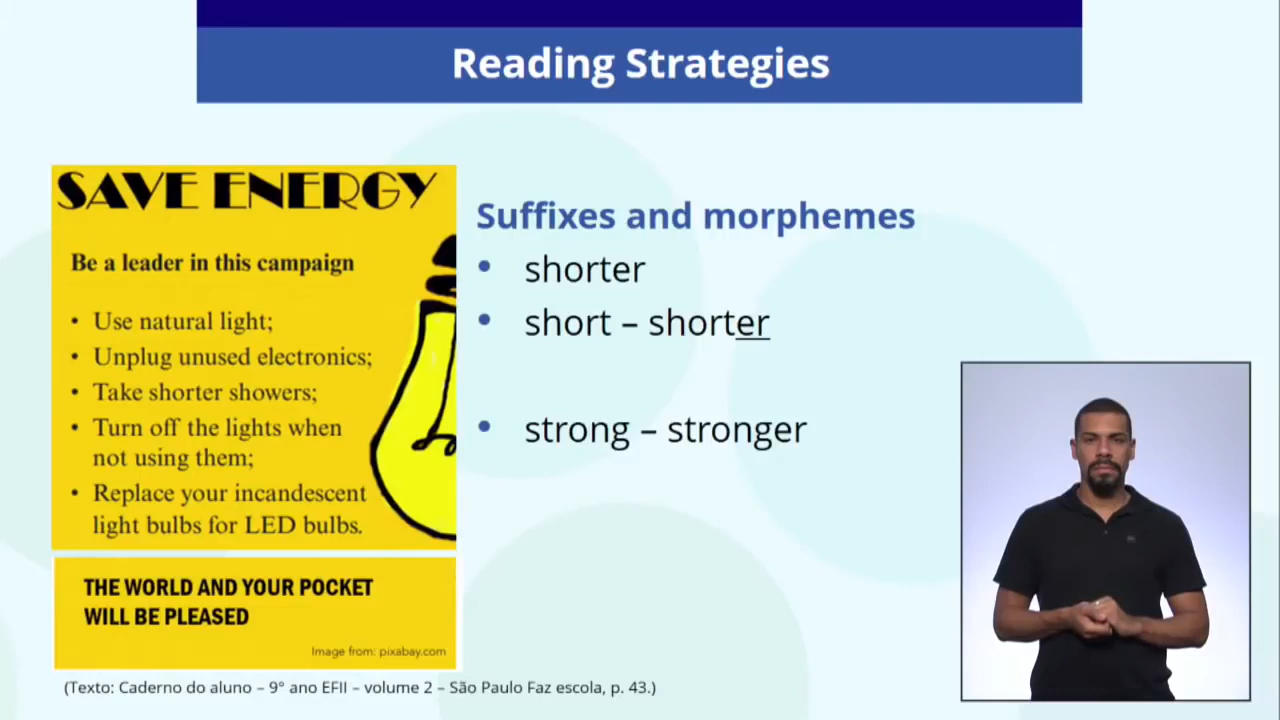 Reading Strategies
SAVE ENERGY
Be a leader in this campaign
• Use natural light;
• Unplug unused electronics;
• Take shorter showers;
• Turn off the lights when
not using them;
• Replace your incandescent
light bulbs for LED bulbs.
THE WORLD AND YOUR POCKET
WILL BE PLEASED
Image from: pixabay.com
(Texto: Caderno do aluno – 9° ano EFII – volume 2 – São Paulo Faz escola, p. 43.)
Suffixes and morphemes
• shorter
• short – shorter
• strong – stronger